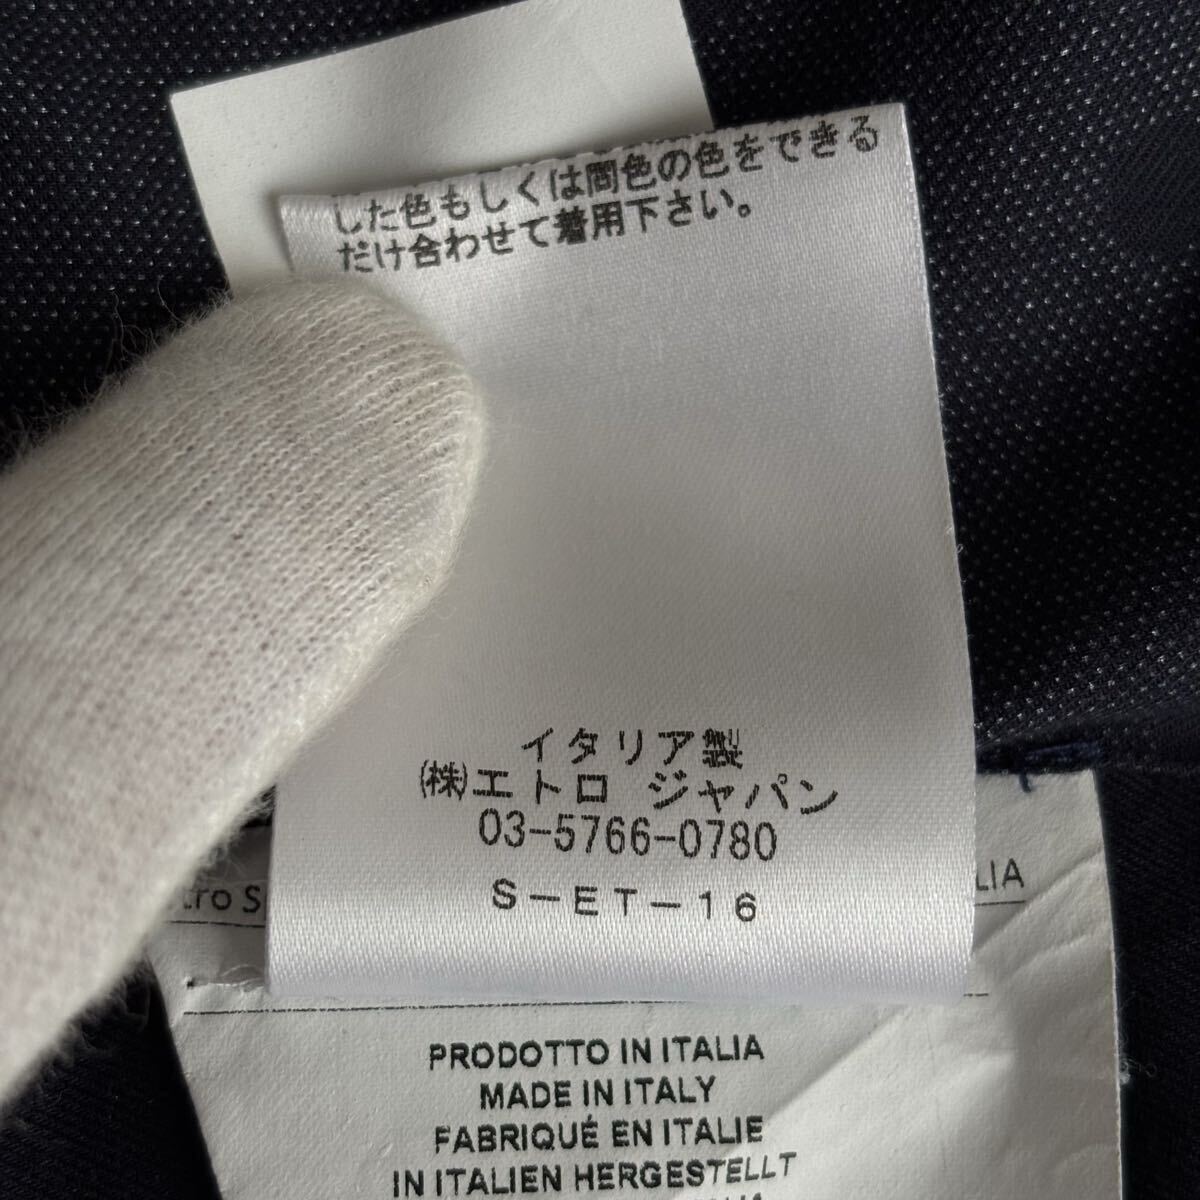 した色もしくは同色の色をできる
だけ合わせて着用下さい。
イタリア製
(株)エトロ ジャパン
03-5766-0780
S-ET-16
tro S
LIA
PRODOTTO IN ITALIA
MADE IN ITALY
FABRIQUÉ EN ITALIE
IN ITALIEN HERGESTELLT